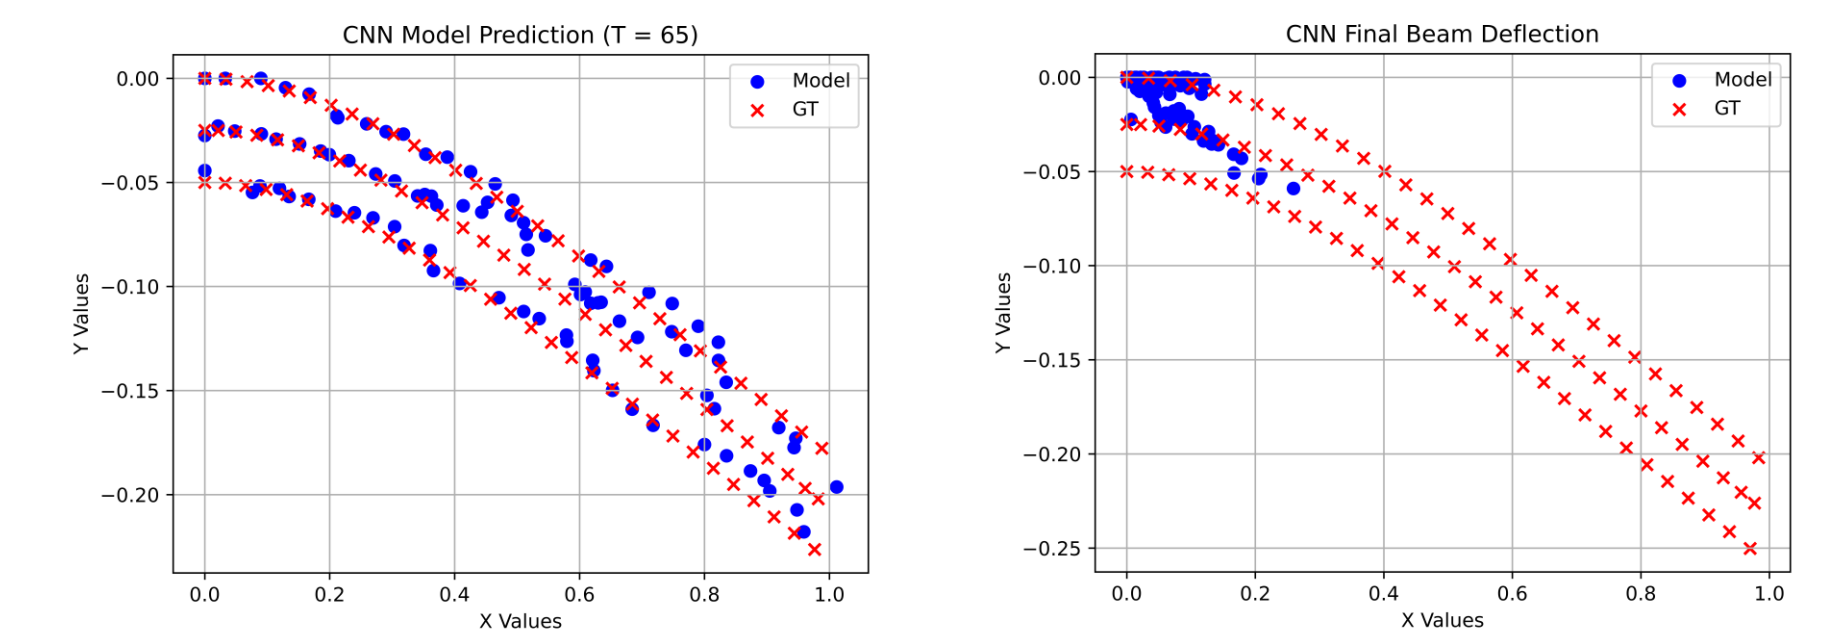 CNN Model Prediction (T = 65)
Model
GT
0.00
−0.05
−0.10
−0.15
−0.20
Y Values
0.0 0.2 0.4 0.6 0.8 1.0
X Values
CNN Final Beam Deflection
Model
GT
0.00
−0.05
−0.10
−0.15
−0.20
−0.25
Y Values
0.0 0.2 0.4 0.6 0.8 1.0
X Values